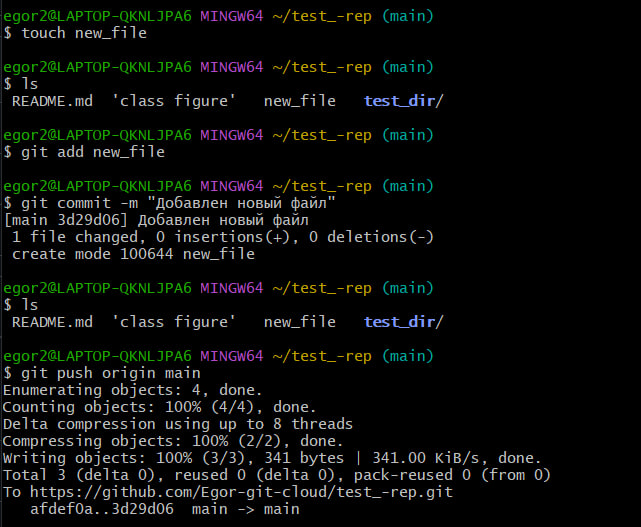 egor2@LAPTOP-QKNLJPA6 MINGW64 ~/test_-rep (main)
$ touch new_file
egor2@LAPTOP-QKNLJPA6 MINGW64 ~/test_-rep (main)
$ ls
README.md  'class figure'   new_file   test_dir/
egor2@LAPTOP-QKNLJPA6 MINGW64 ~/test_-rep (main)
$ git add new_file
egor2@LAPTOP-QKNLJPA6 MINGW64 ~/test_-rep (main)
$ git commit -m "Добавлен новый файл"
[main 3d29d06] Добавлен новый файл
1 file changed, 0 insertions(+), 0 deletions(-)
create mode 100644 new_file
egor2@LAPTOP-QKNLJPA6 MINGW64 ~/test_-rep (main)
$ ls
README.md  'class figure'   new_file   test_dir/
egor2@LAPTOP-QKNLJPA6 MINGW64 ~/test_-rep (main)
$ git push origin main
Enumerating objects: 4, done.
Counting objects: 100% (4/4), done.
Delta compression using up to 8 threads
Compressing objects: 100% (2/2), done.
Writing objects: 100% (3/3), 341 bytes | 341.00 KiB/s, done.
Total 3 (delta 0), reused 0 (delta 0), pack-reused 0 (from 0)
To https://github.com/Egor-git-cloud/test_-rep.git
afdef0a..3d29d06  main -> main